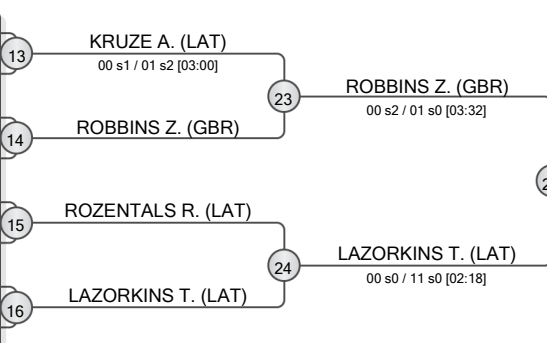 13
KRUZE A. (LAT)
00 s1 / 01 s2 [03:00]
23
ROBBINS Z. (GBR)
00 s2 / 01 s0 [03:32]
14
ROBBINS Z. (GBR)
15
ROZENTALS R. (LAT)
24
LAZORKINS T. (LAT)
00 s0 / 11 s0 [02:18]
16
LAZORKINS T. (LAT)